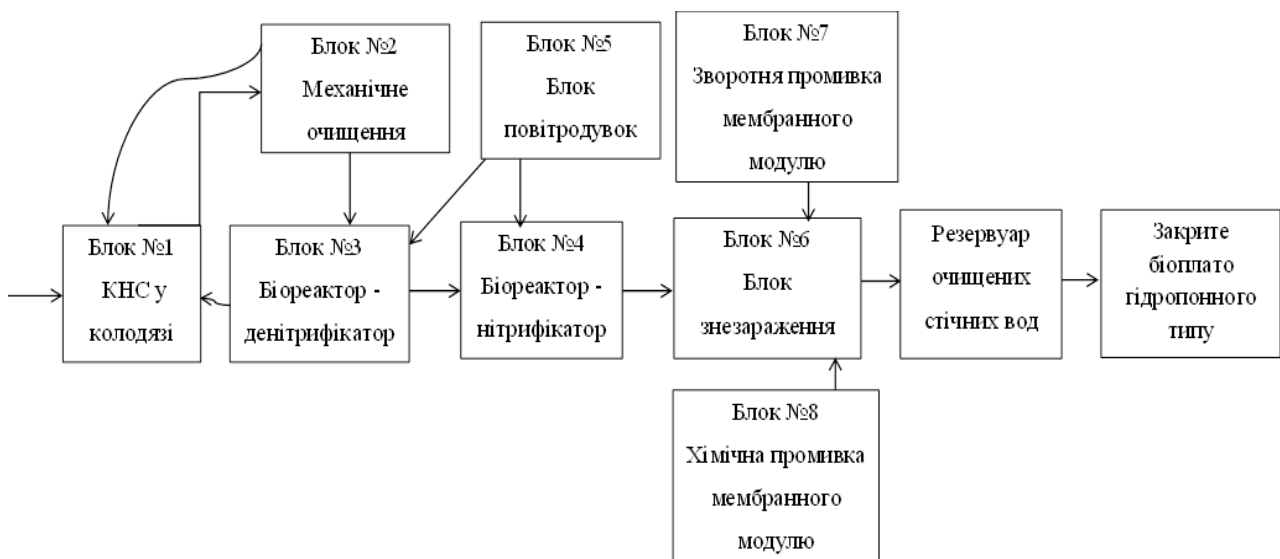 Блок №2
Механічне
очищення
Блок №5
Блок
повітродувок
Блок №7
Зворотня промивка
мембранного
модулю
Блок №1
КНС у
колодязі
Блок №3
Біореактор -
денітрифікатор
Блок №4
Біореактор -
нітрифікатор
Блок №6
Блок
знезараження
Резервуар
очищених
стічних вод
Закрите
біоплато
гідропонного
типу
Блок №8
Хімічна промивка
мембранного
модулю